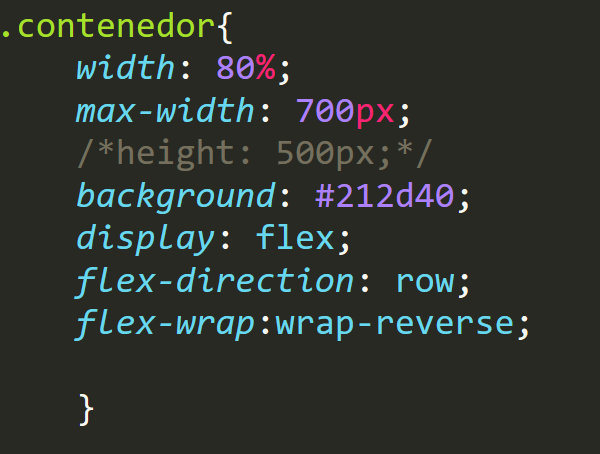 .contenedor{
width: 80%;
max-width: 700px;
/*height: 500px;*/
background: #212d40;
display: flex;
flex-direction: row;
flex-wrap:wrap-reverse;
}